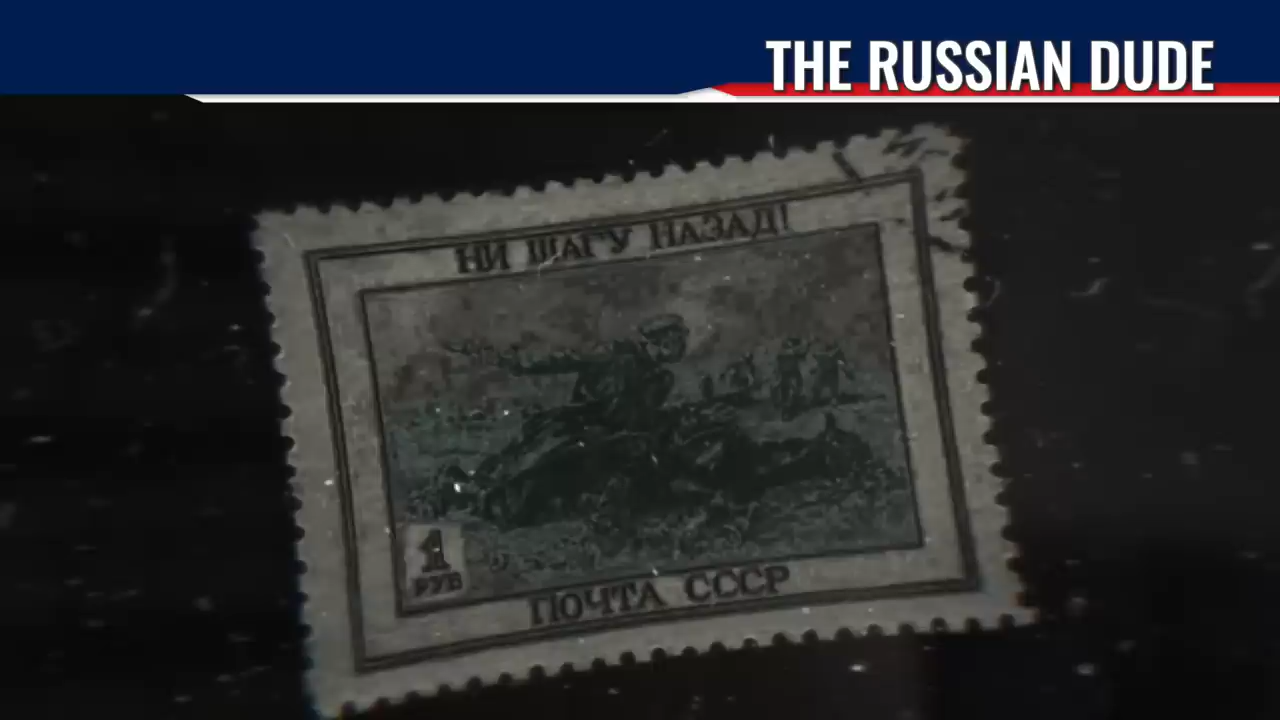 THE RUSSIAN DUDE
НИ ШАГУ НАЗАД!
1
РУБ
ПОЧТА СССР